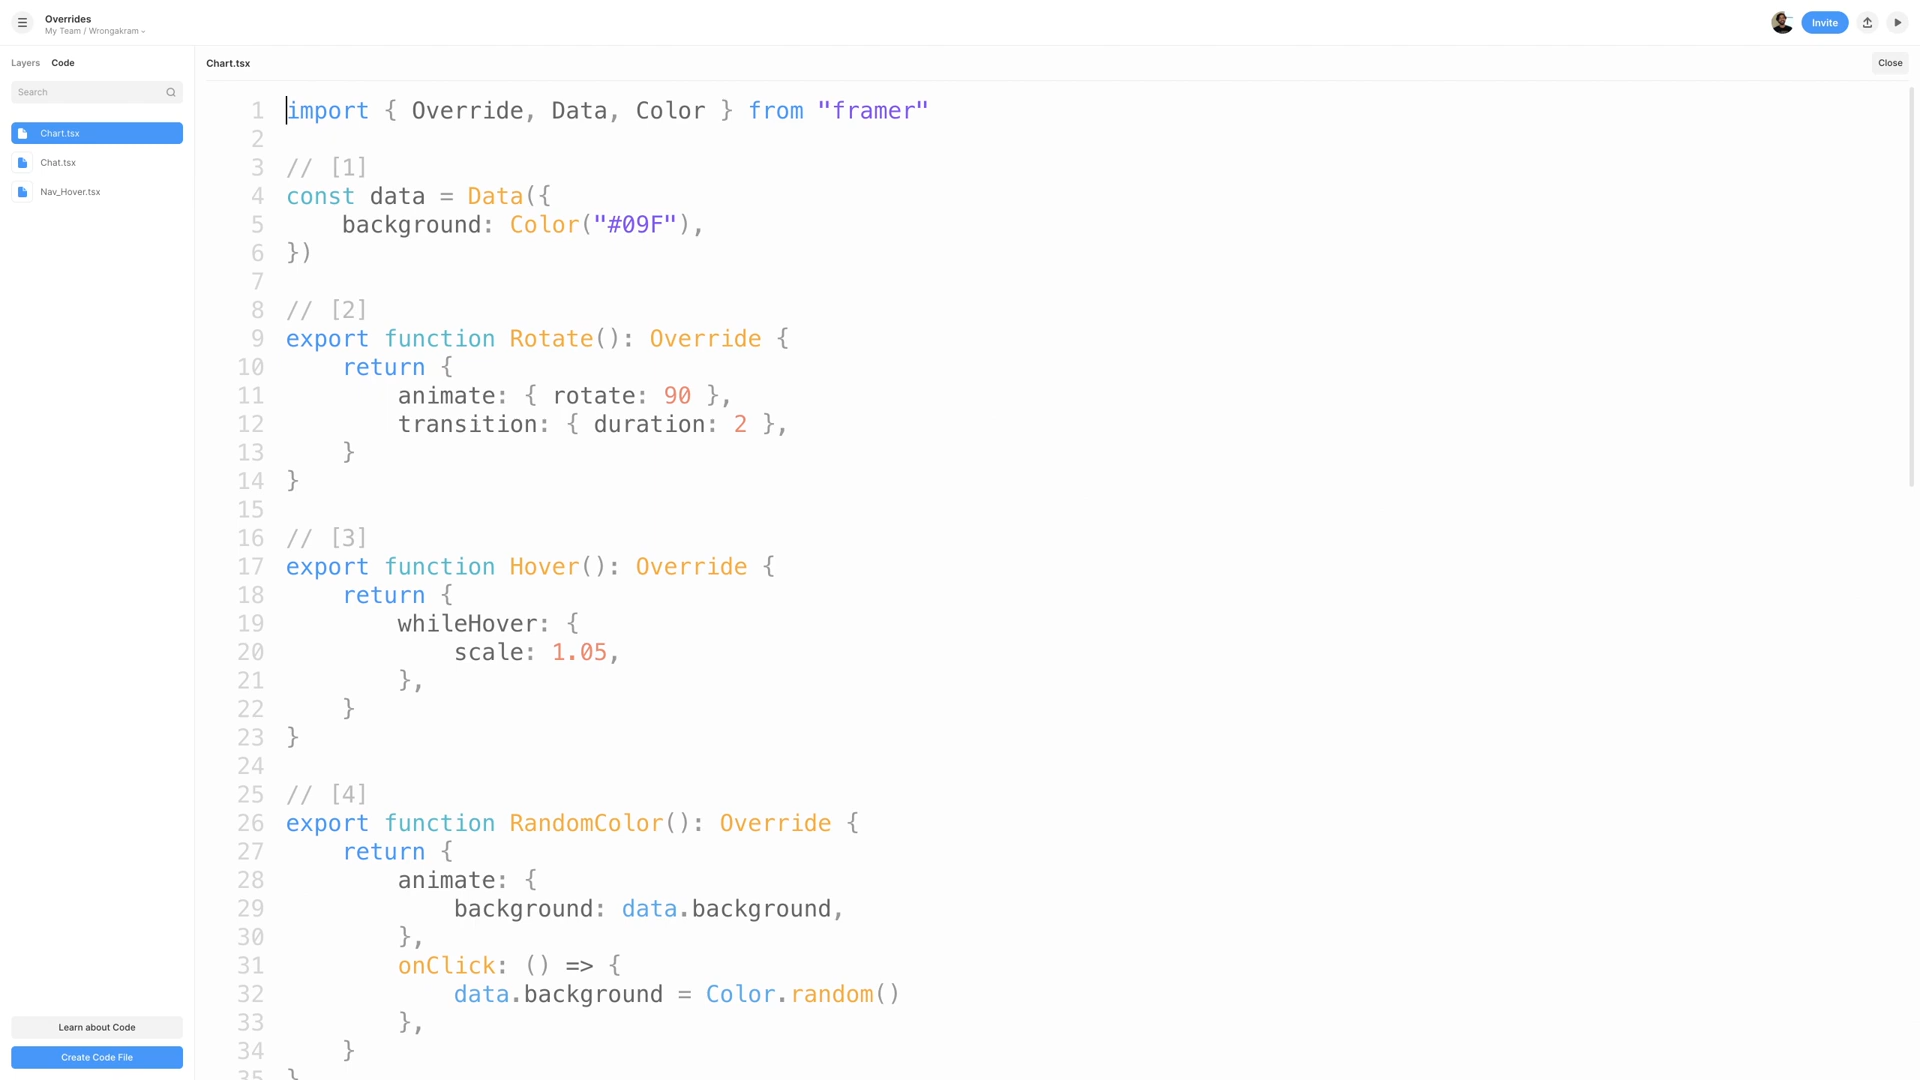 Overrides
My Team / Wrongakram
Invite
Layers Code
Search
Chart.tsx
Chat.tsx
Nav_Hover.tsx
Learn about Code
Create Code File
Chart.tsx
Close
1 import { Override, Data, Color } from "framer"
2
3 // [1]
4 const data = Data({
5     background: Color("#09F"),
6 })
7
8 // [2]
9 export function Rotate(): Override {
10     return {
11         animate: { rotate: 90 },
12         transition: { duration: 2 },
13     }
14 }
15
16 // [3]
17 export function Hover(): Override {
18     return {
19         whileHover: {
20             scale: 1.05,
21         },
22     }
23 }
24
25 // [4]
26 export function RandomColor(): Override {
27     return {
28         animate: {
29             background: data.background,
30         },
31         onClick: () => {
32             data.background = Color.random()
33         },
34     }
35 }